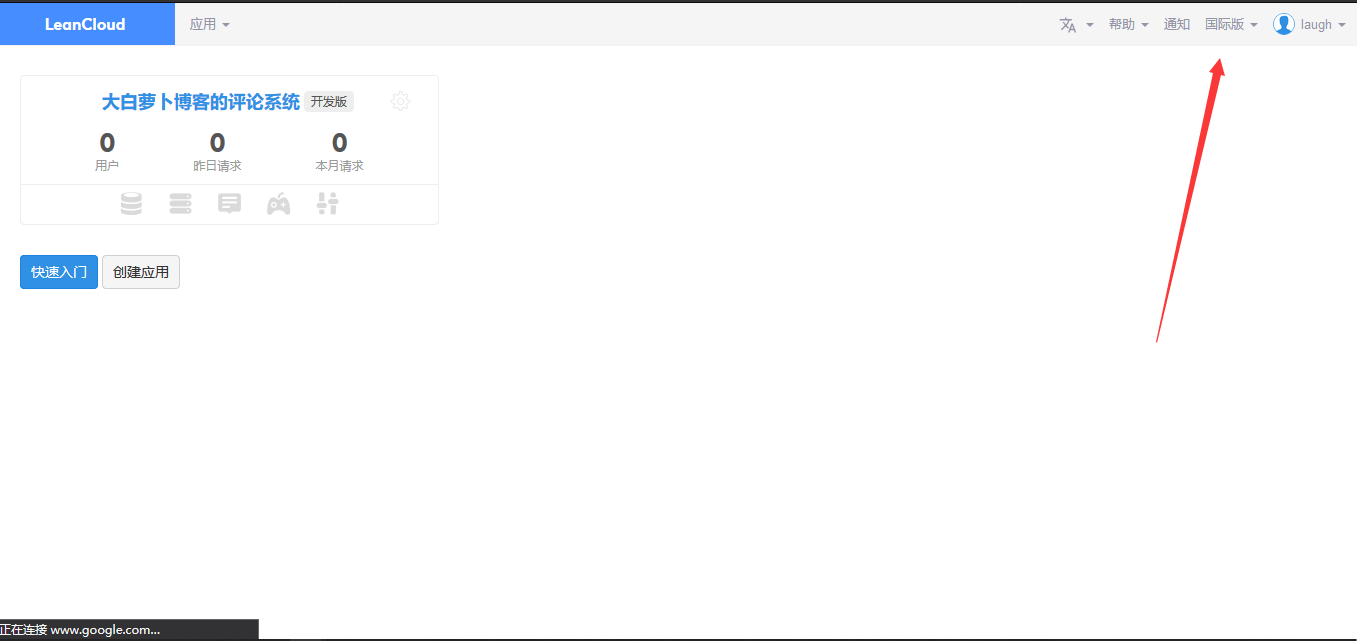 LeanCloud 应用 帮助 通知 国际版 laugh
大白萝卜博客的评论系统 开发版
0 0 0
用户 昨日请求 本月请求
快速入门 创建应用
正在连接 www.google.com...